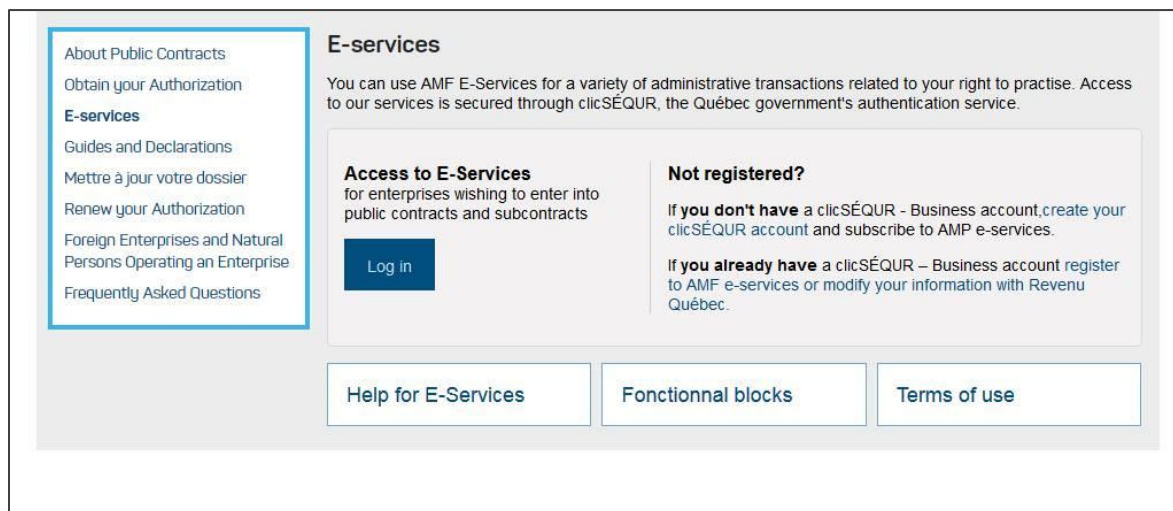 About Public Contracts
Obtain your Authorization
E-services
Guides and Declarations
Mettre à jour votre dossier
Renew your Authorization
Foreign Enterprises and Natural
Persons Operating an Enterprise
Frequently Asked Questions
E-services
You can use AMF E-Services for a variety of administrative transactions related to your right to practise. Access
to our services is secured through clicSÉQUR, the Québec government's authentication service.
Access to E-Services
for enterprises wishing to enter into
public contracts and subcontracts
Log in
Not registered?
If you don't have a clicSÉQUR - Business account,create your
clicSÉQUR account and subscribe to AMP e-services.
If you already have a clicSÉQUR – Business account register
to AMF e-services or modify your information with Revenu
Québec.
Help for E-Services
Fonctionnal blocks
Terms of use